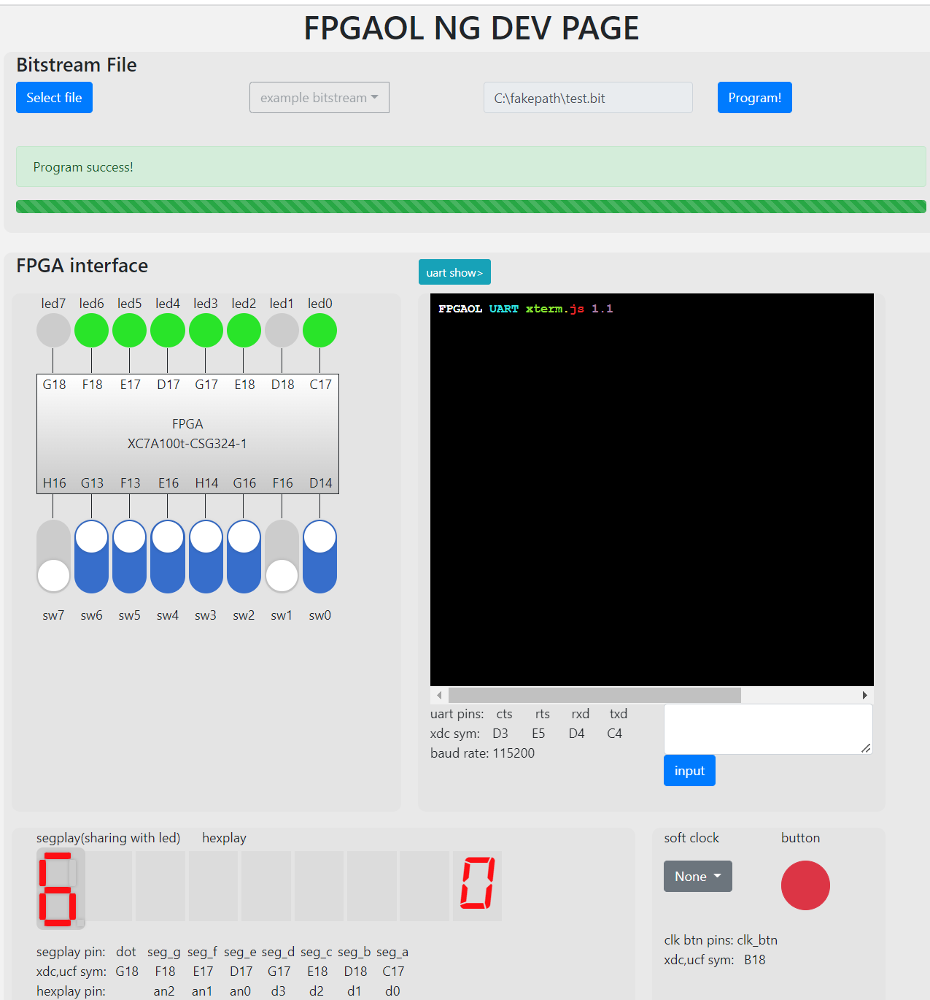 FPGAOL NG DEV PAGE
Bitstream File
Select file
example bitstream
C:\fakepath\test.bit
Program!
Program success!
FPGA interface
uart show>
led7 led6 led5 led4 led3 led2 led1 led0
G18 F18 E17 D17 G17 E18 D18 C17
FPGA
XC7A100t-CSG324-1
H16 G13 F13 E16 H14 G16 F16 D14
sw7 sw6 sw5 sw4 sw3 sw2 sw1 sw0
FPGAOL UART xterm.js 1.1
uart pins: cts rts rxd txd
xdc sym: D3 E5 D4 C4
baud rate: 115200
input
segplay(sharing with led) hexplay
6 0
segplay pin: dot seg_g seg_f seg_e seg_d seg_c seg_b seg_a
xdc,ucf sym: G18 F18 E17 D17 G17 E18 D18 C17
hexplay pin: an2 an1 an0 d3 d2 d1 d0
soft clock button
None
clk btn pins: clk_btn
xdc,ucf sym: B18